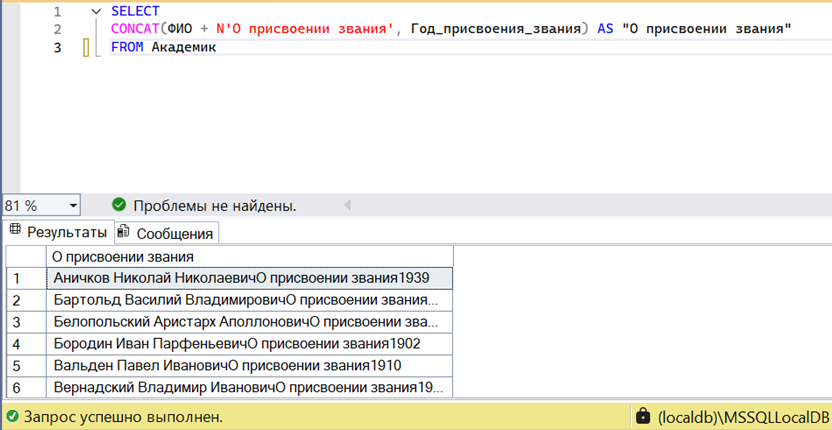 1 SELECT
2 CONCAT(ФИО + N'О присвоении звания', Год_присвоения_звания) AS "О присвоении звания"
3 FROM Академик
81 % Проблемы не найдены.
Результаты Сообщения
О присвоении звания
1 Аничков Николай НиколаевичО присвоении звания1939
2 Бартольд Василий ВладимировичО присвоении звания...
3 Белопольский Аристарх АполлоновичО присвоении зва...
4 Бородин Иван ПарфеньевичО присвоении звания1902
5 Вальден Павел ИвановичО присвоении звания1910
6 Вернадский Владимир ИвановичО присвоении звания19...
Запрос успешно выполнен. (localdb)\MSSQLLocalDB